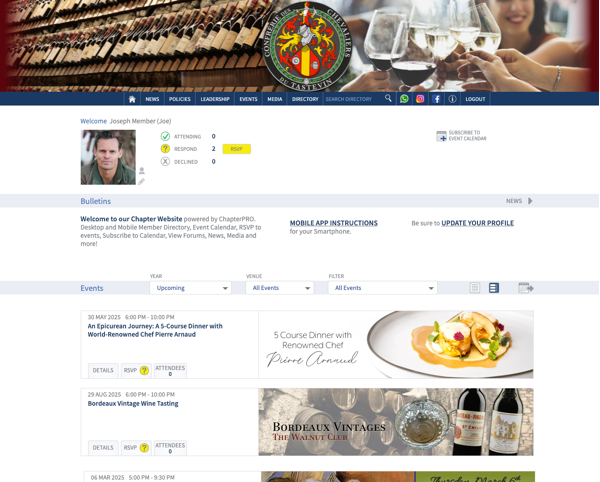 CONFRÉRIE DES CHEVALIERS
DU TASTEVIN
NEWS POLICIES LEADERSHIP EVENTS MEDIA DIRECTORY SEARCH DIRECTORY LOGOUT
Welcome Joseph Member (Joe)
ATTENDING 0
? RESPOND 2 RSVP
X DECLINED 0
SUBSCRIBE TO
EVENT CALENDAR
Bulletins NEWS
Welcome to our Chapter Website powered by ChapterPRO.
Desktop and Mobile Member Directory, Event Calendar, RSVP to
events, Subscribe to Calendar, View Forums, News, Media and
more!
MOBILE APP INSTRUCTIONS
for your Smartphone.
Be sure to UPDATE YOUR PROFILE
YEAR VENUE FILTER
Events Upcoming All Events All Events
30 MAY 2025 6:00 PM - 10:00 PM
An Epicurean Journey: A 5-Course Dinner with
World-Renowned Chef Pierre Arnaud
DETAILS RSVP ? ATTENDEES
0
5 Course Dinner with
Renowned Chef
Pierre Arnaud
29 AUG 2025 6:00 PM - 10:00 PM
Bordeaux Vintage Wine Tasting
DETAILS RSVP ? ATTENDEES
0
BORDEAUX VINTAGES
THE WALNUT CLUB
06 MAR 2025 5:00 PM - 9:30 PM
Thursday, March 6th